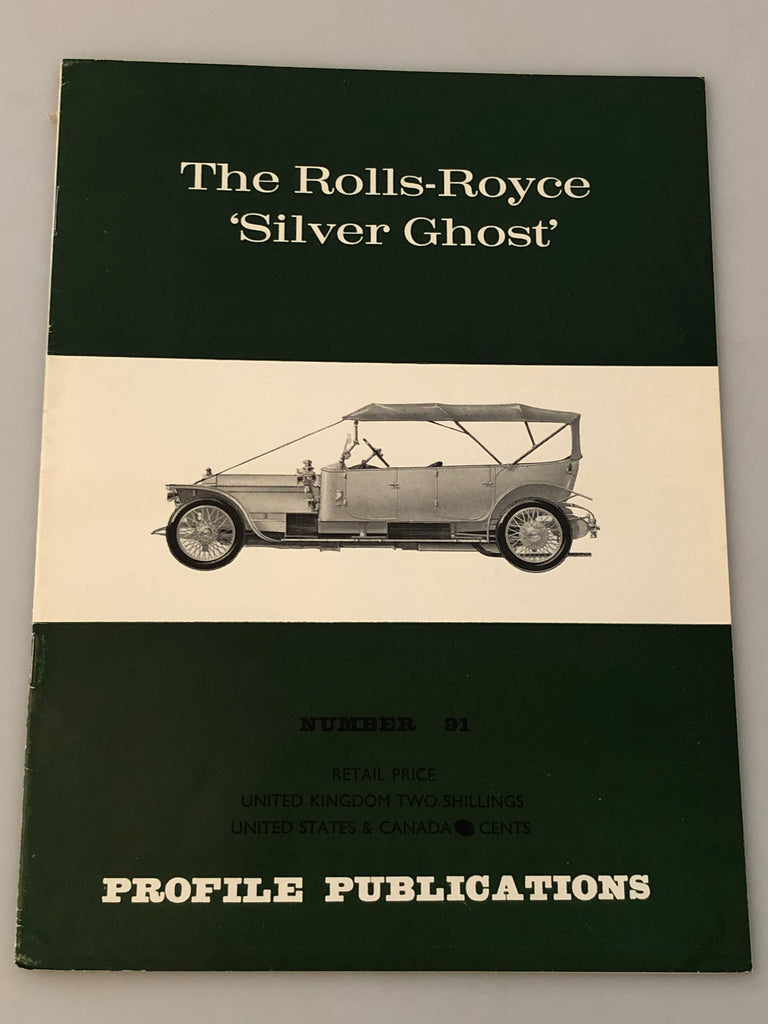 The Rolls-Royce
‘Silver Ghost’
NUMBER 91
RETAIL PRICE
UNITED KINGDOM TWO SHILLINGS
UNITED STATES & CANADA CENTS
PROFILE PUBLICATIONS